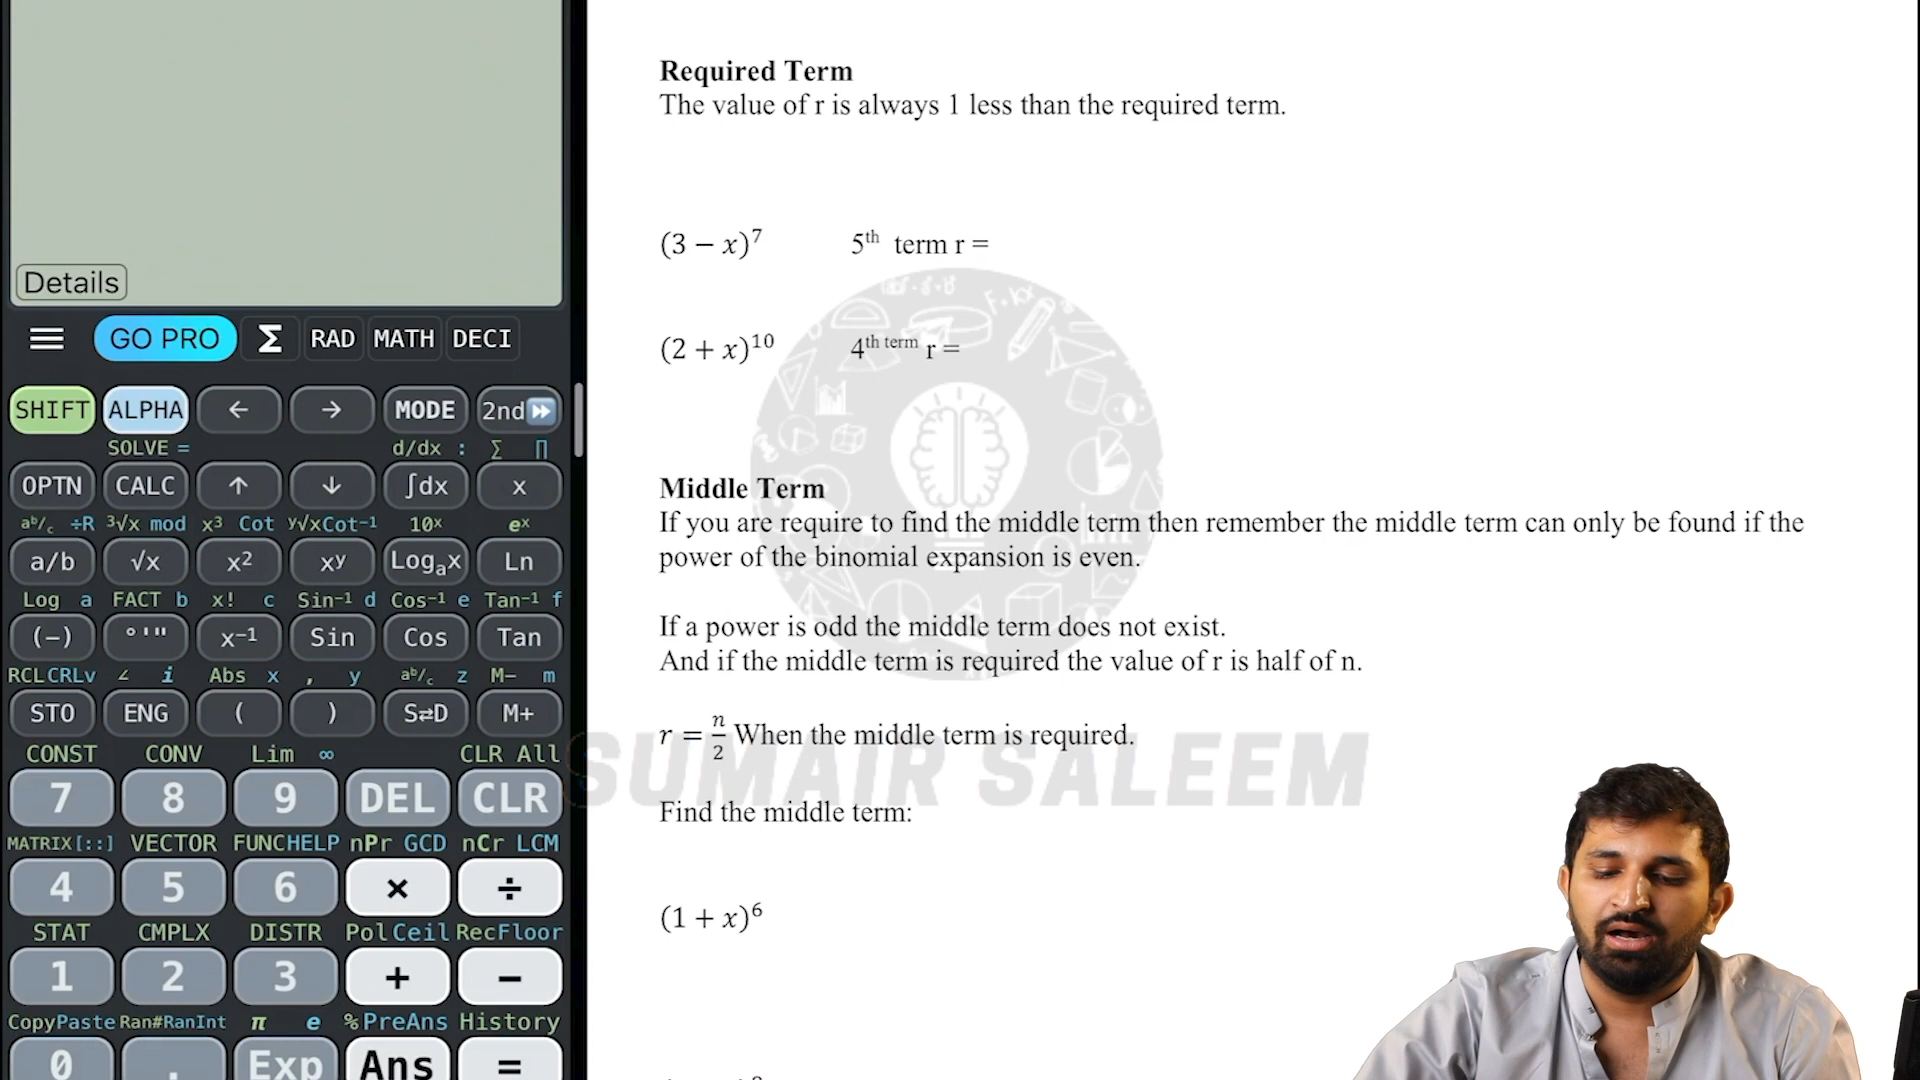 Required Term
The value of r is always 1 less than the required term.
(3 − x)⁷ 5th term r =
(2 + x)¹⁰ 4th term r =
Middle Term
If you are require to find the middle term then remember the middle term can only be found if the
power of the binomial expansion is even.
If a power is odd the middle term does not exist.
And if the middle term is required the value of r is half of n.
r = n/2 When the middle term is required.
SUMAIR SALEEM
Find the middle term:
(1 + x)⁶
Details
GO PRO Σ RAD MATH DECI
SHIFT ALPHA ← → MODE 2nd
SOLVE = d/dx : ∑ ∏
OPTN CALC ↑ ↓ ∫dx x
aᵇ/c ÷R ³√x mod x³ Cot ʸ√x Cot⁻¹ 10ˣ eˣ
a/b √x x² xʸ Logₐx Ln
Log a FACT b x! c Sin⁻¹ d Cos⁻¹ e Tan⁻¹ f
(−) °'" x⁻¹ Sin Cos Tan
RCL CRLv ∠ i Abs x , y aᵇ/c z M− m
STO ENG ( ) S⇄D M+
CONST CONV Lim ∞ CLR All
7 8 9 DEL CLR
MATRIX [::] VECTOR FUNC HELP nPr GCD nCr LCM
4 5 6 × ÷
STAT CMPLX DISTR Pol Ceil Rec Floor
1 2 3 + −
Copy Paste Ran# RanInt π e % PreAns History
0 . Exp Ans =